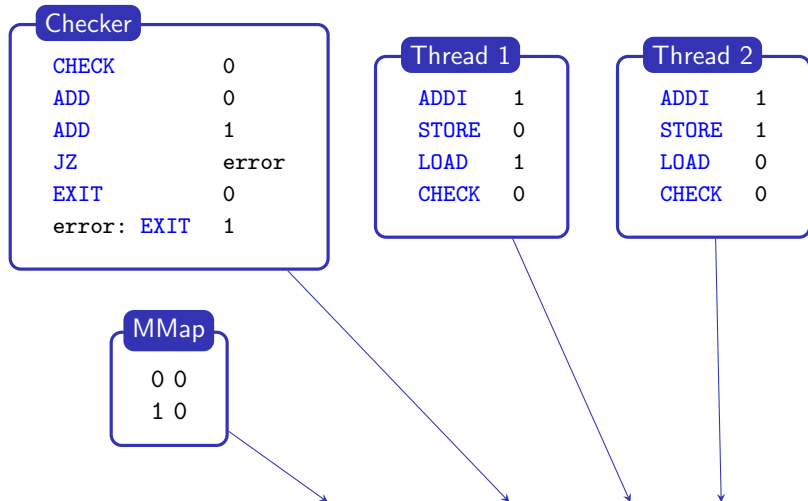 Checker
CHECK 0
ADD 0
ADD 1
JZ error
EXIT 0
error: EXIT 1
Thread 1
ADDI 1
STORE 0
LOAD 1
CHECK 0
Thread 2
ADDI 1
STORE 1
LOAD 0
CHECK 0
MMap
0 0
1 0